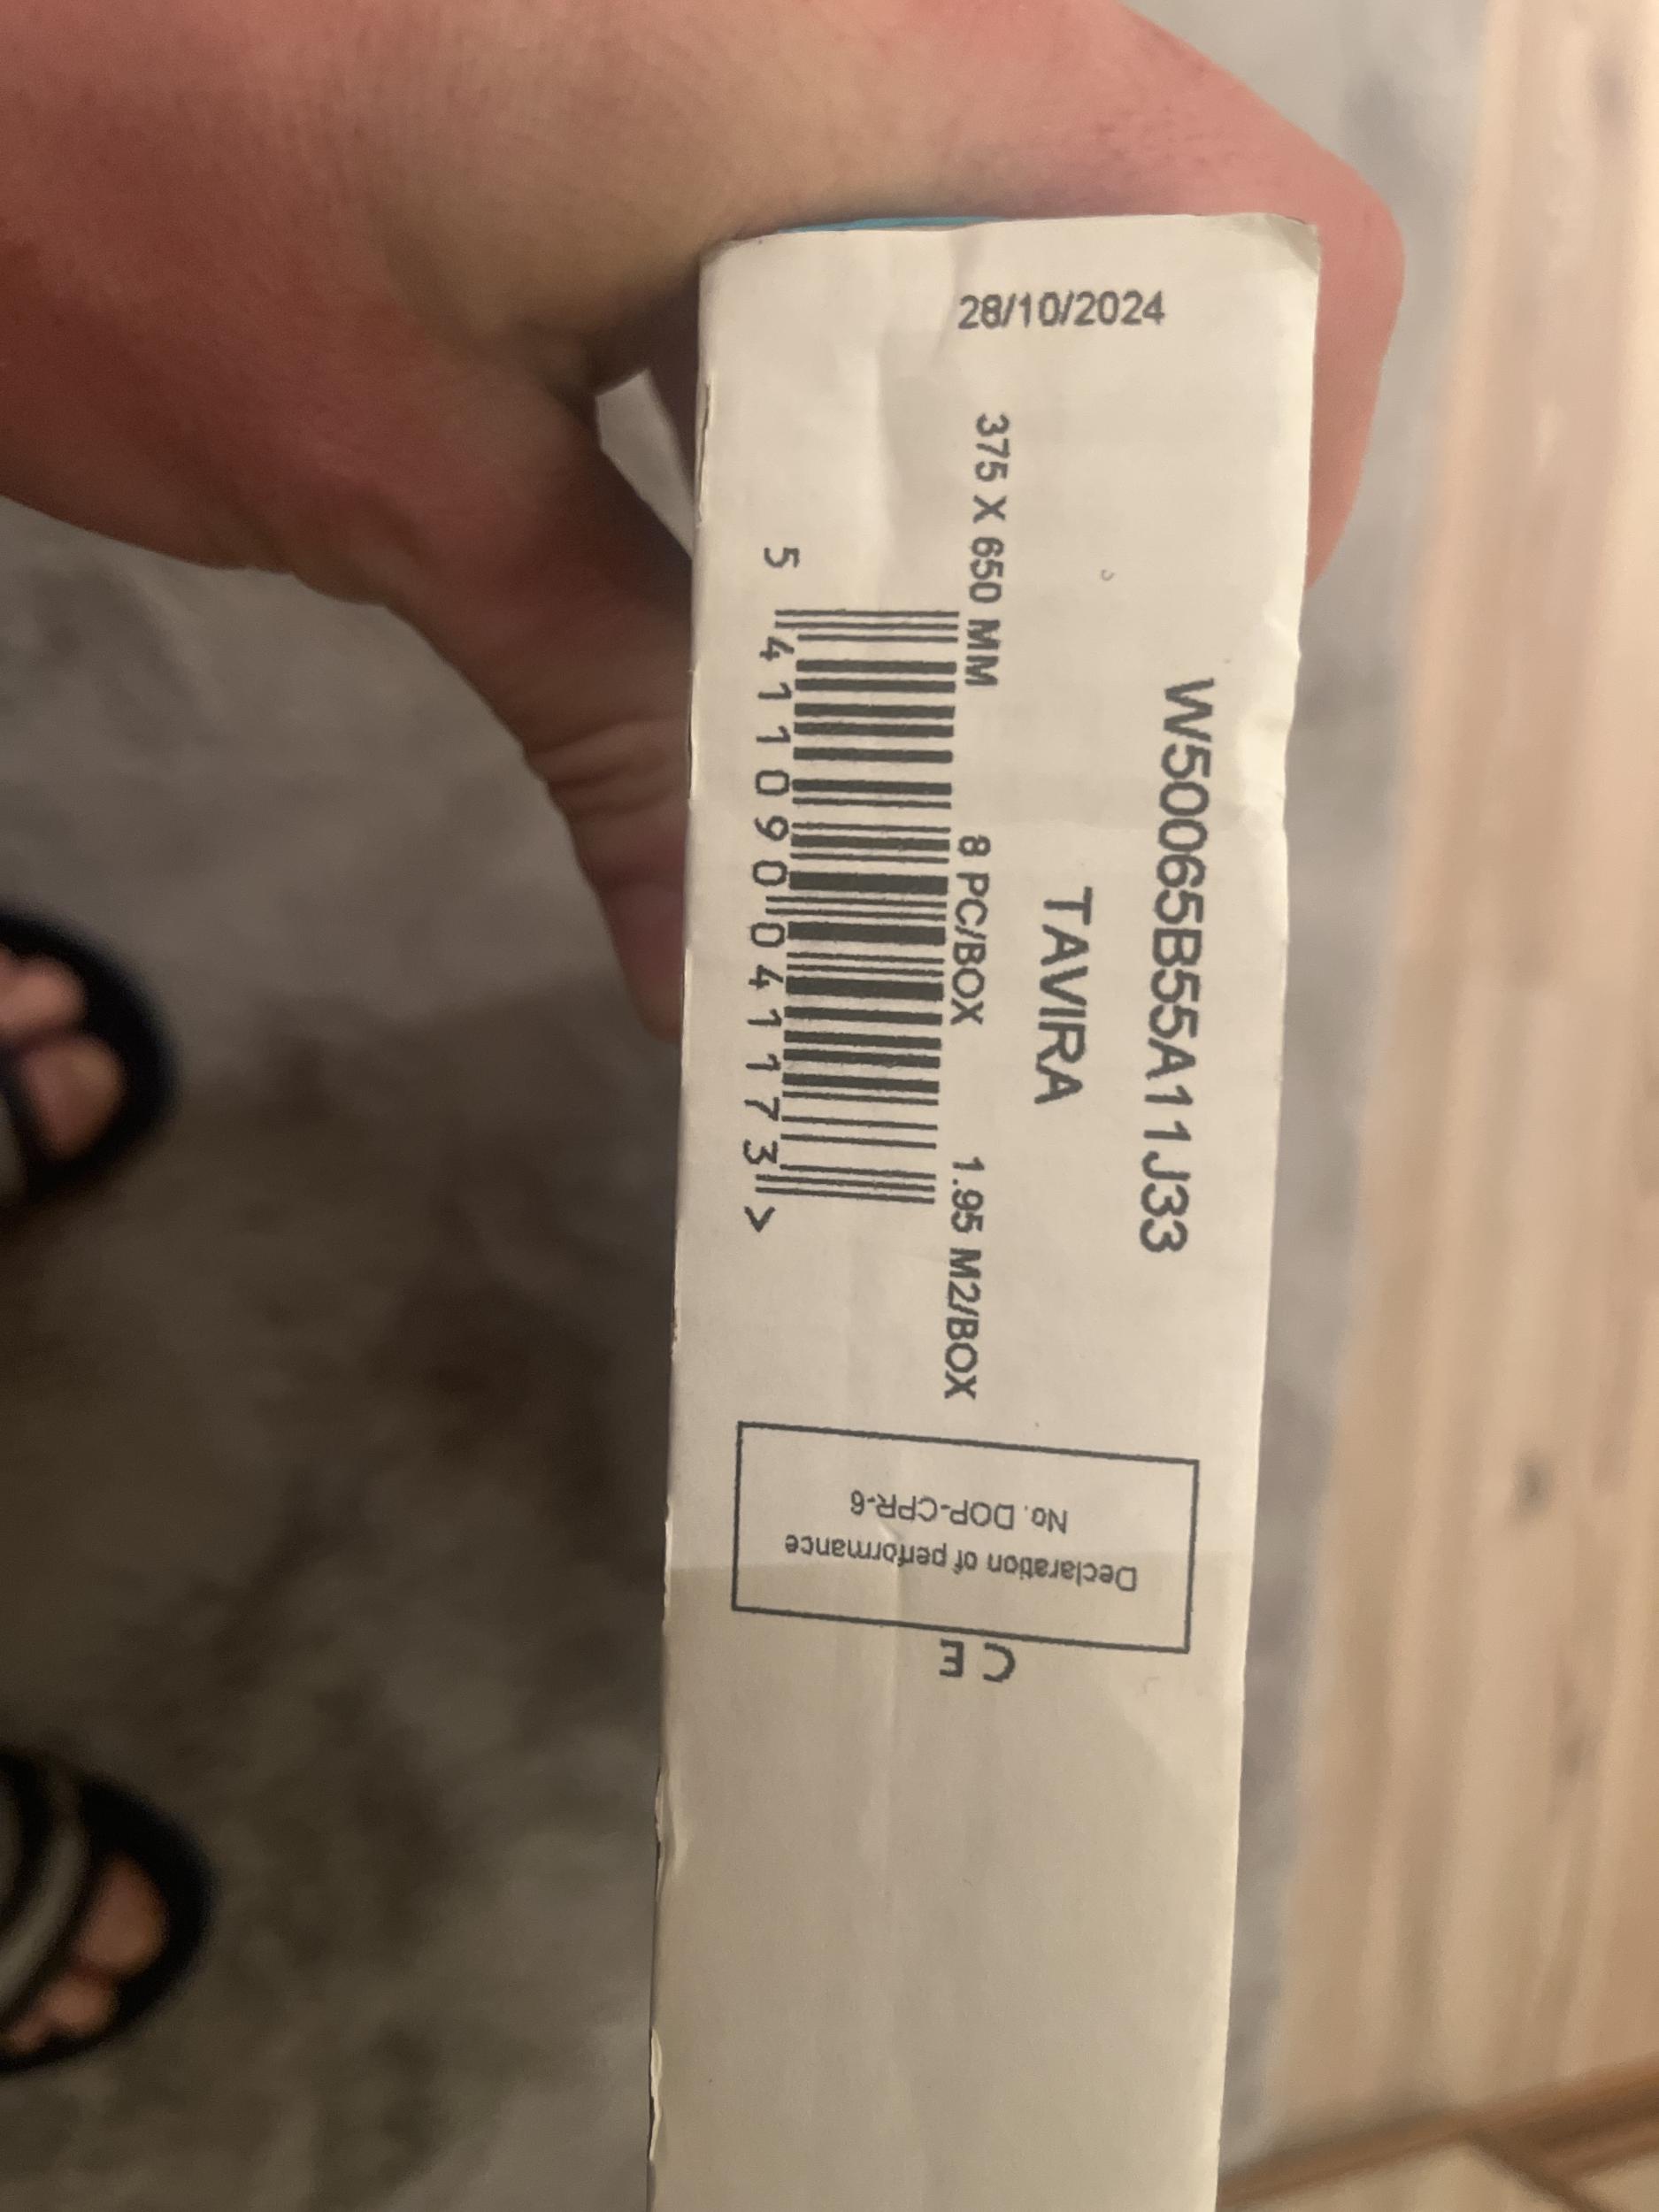 28/10/2024
W50065B55A11J33
TAVIRA
375 X 650 MM 8 PC/BOX 1.95 M2/BOX
5 411090 041173 >
Declaration of performance
No. DOP-CPR-6
CE